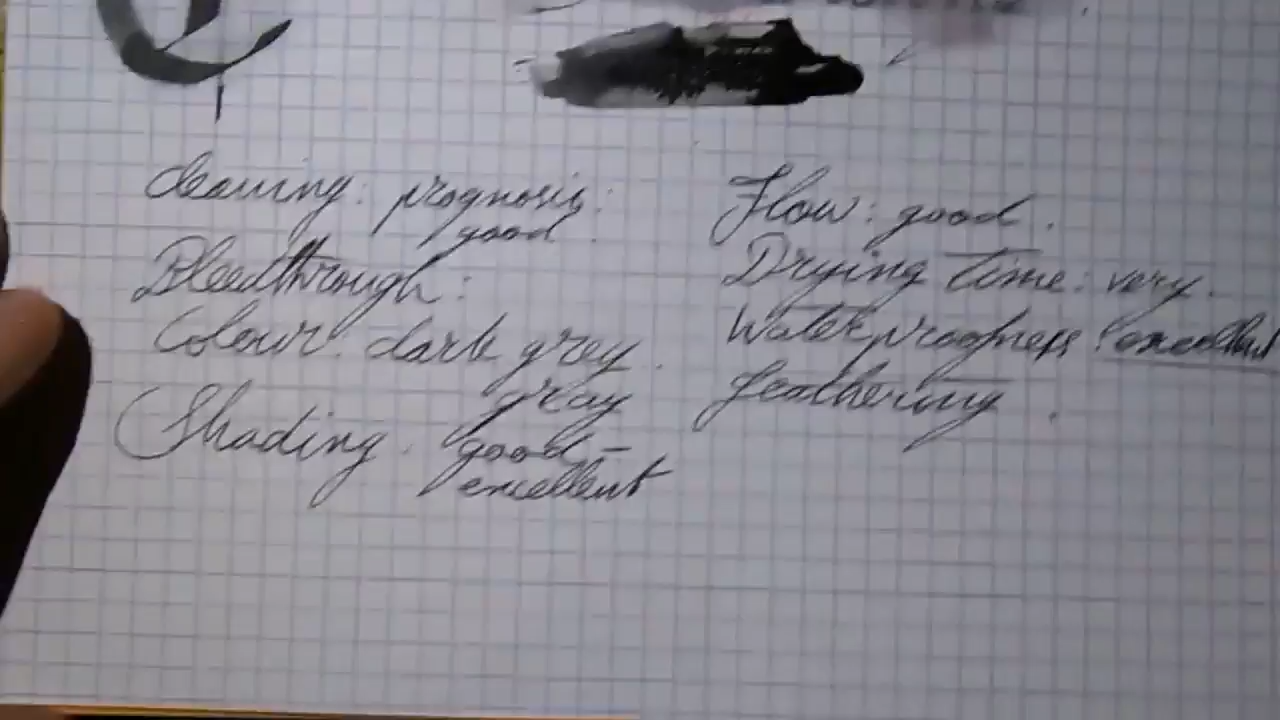 Cleaning: prognosis:
good.
Bleedthrough:
Colour: dark grey.
gray
Shading: good -
excellent
Flow: good.
Drying time: very.
Waterproofness: excellent
feathering.